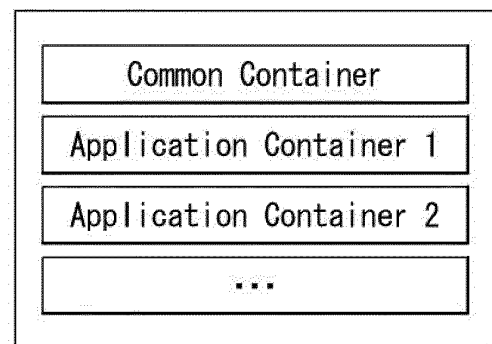 Common Container
Application Container 1
Application Container 2
...